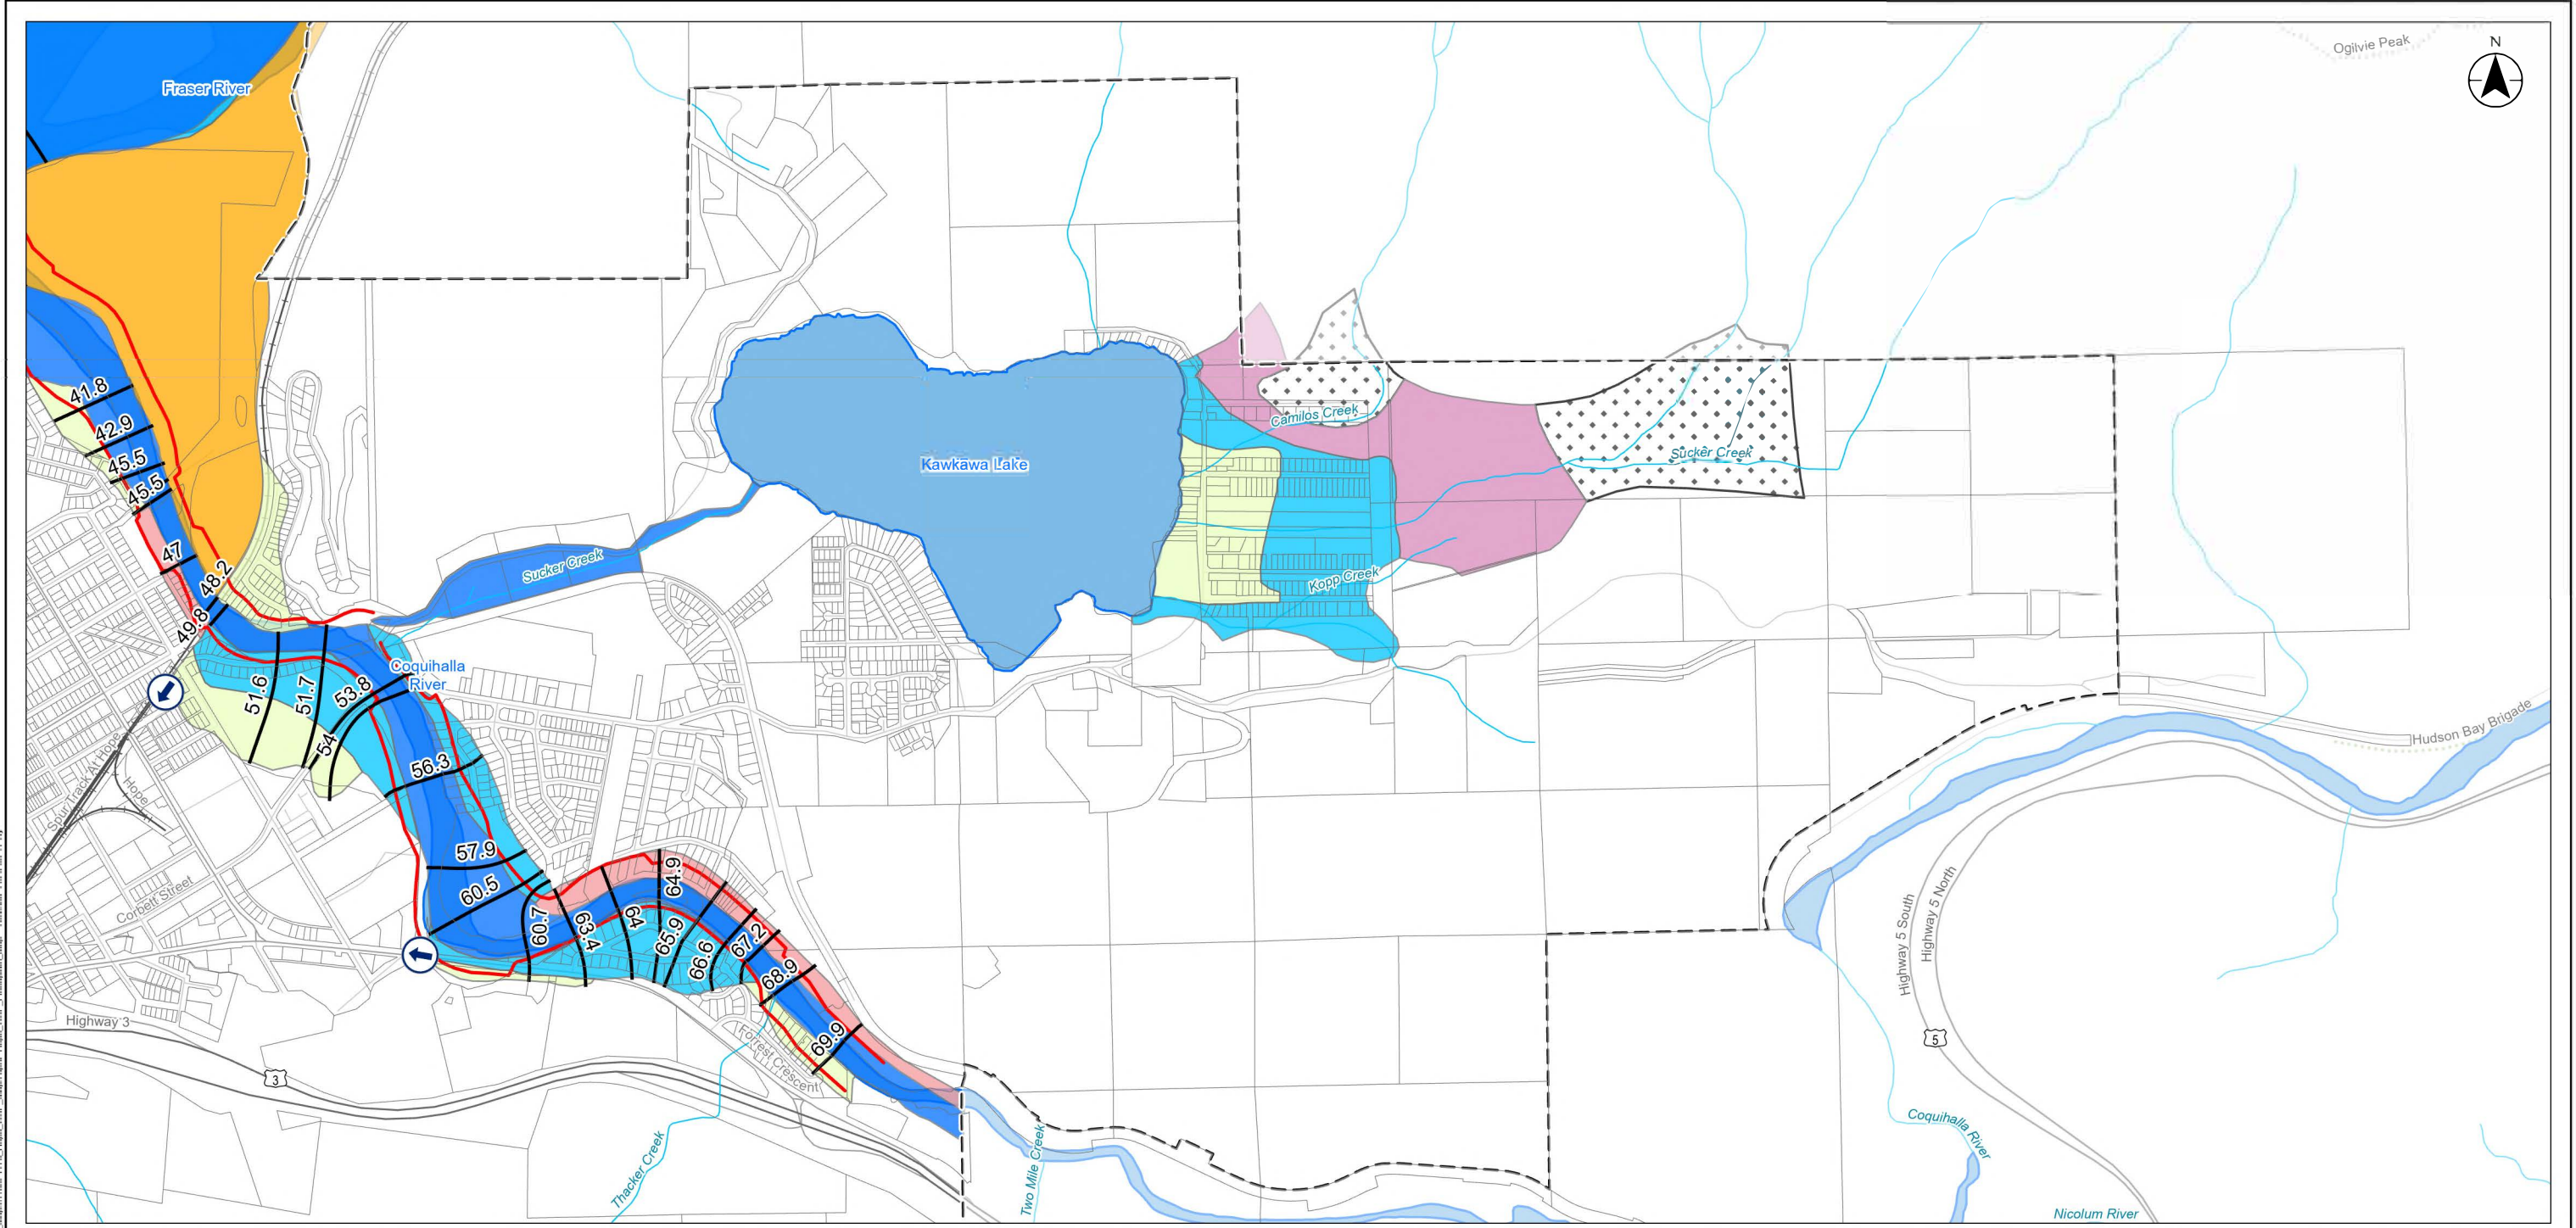 Ogilvie Peak
N
Fraser River
41.8
42.9
45.5
45.5
47
48.2
49.8
Camilos Creek
Sucker Creek
Kawkawa Lake
Sucker Creek
Kopp Creek
Coquihalla
River
51.6
51.7
53.8
54
56.3
Hudson Bay Brigade
Spur Track At Hope
Hope
57.9
60.5
60.7
63.4
64
64.9
65.9
66.6
67.2
68.9
69.9
Corbett Street
Highway 3
3
Forrest Crescent
Highway 5 South
Highway 5 North
5
Thacker Creek
Two Mile Creek
Coquihalla River
Nicolum River